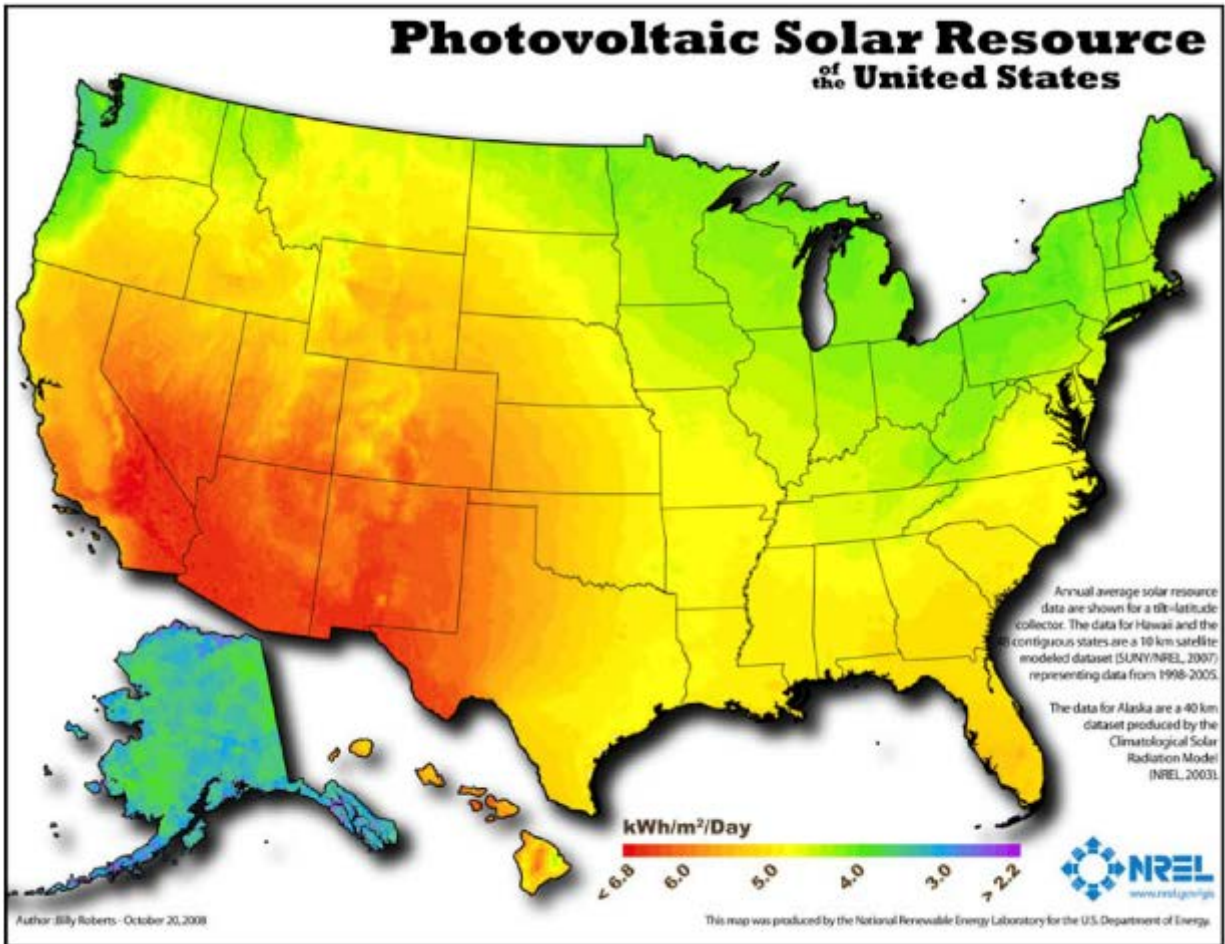 Photovoltaic Solar Resource
of the United States
Annual average solar resource
data are shown for a tilt=latitude
collector. The data for Hawaii and the
48 contiguous states are a 10 km satellite
modeled dataset (SUNY/NREL, 2007)
representing data from 1998-2005.
The data for Alaska are a 40 km
dataset produced by the
Climatological Solar
Radiation Model
(NREL, 2003).
kWh/m²/Day
< 6.8
6.0
5.0
4.0
3.0
> 2.2
NREL
www.nrel.gov/gis
Author: Billy Roberts - October 20, 2008
This map was produced by the National Renewable Energy Laboratory for the U.S. Department of Energy.